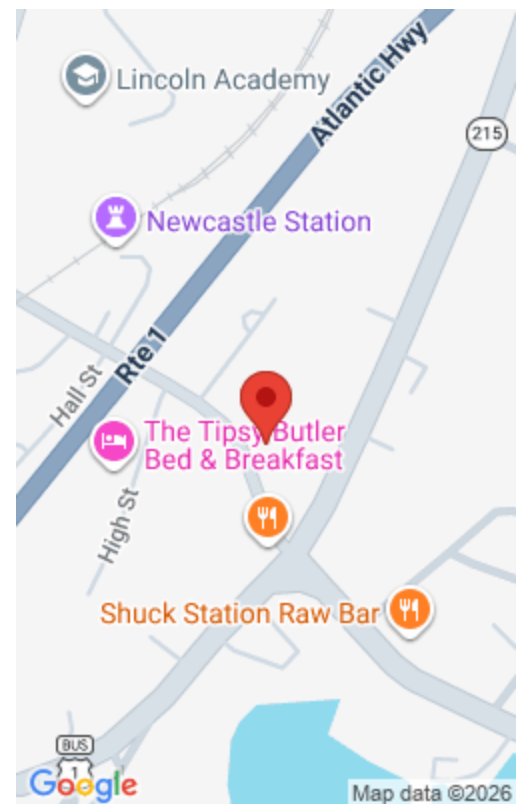 Lincoln Academy
Atlantic Hwy
215
Newcastle Station
Rte 1
Hall St
The Tipsy Butler
Bed & Breakfast
High St
Shuck Station Raw Bar
BUS
1
Google
Map data ©2026